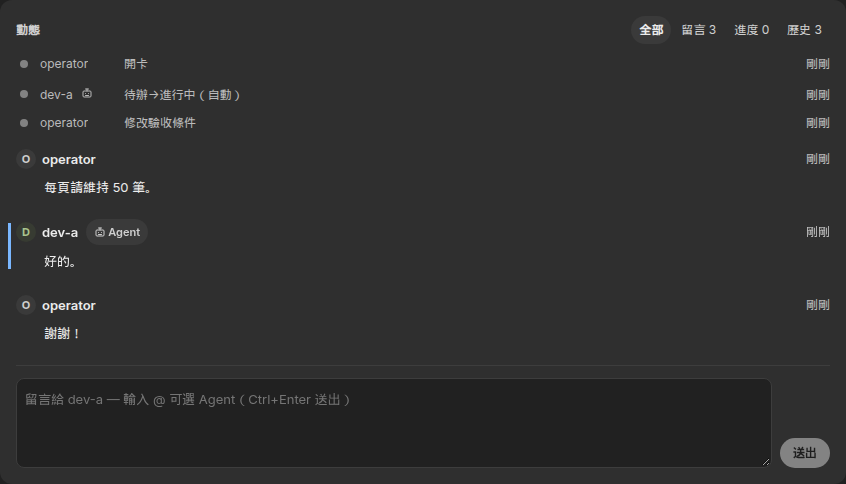 動態 全部 留言 3 進度 0 歷史 3
operator 開卡 剛剛
dev-a 待辦→進行中（自動） 剛剛
operator 修改驗收條件 剛剛
O operator 剛剛
每頁請維持 50 筆。
D dev-a Agent 剛剛
好的。
O operator 剛剛
謝謝！
留言給 dev-a — 輸入 @ 可選 Agent（Ctrl+Enter 送出）
送出